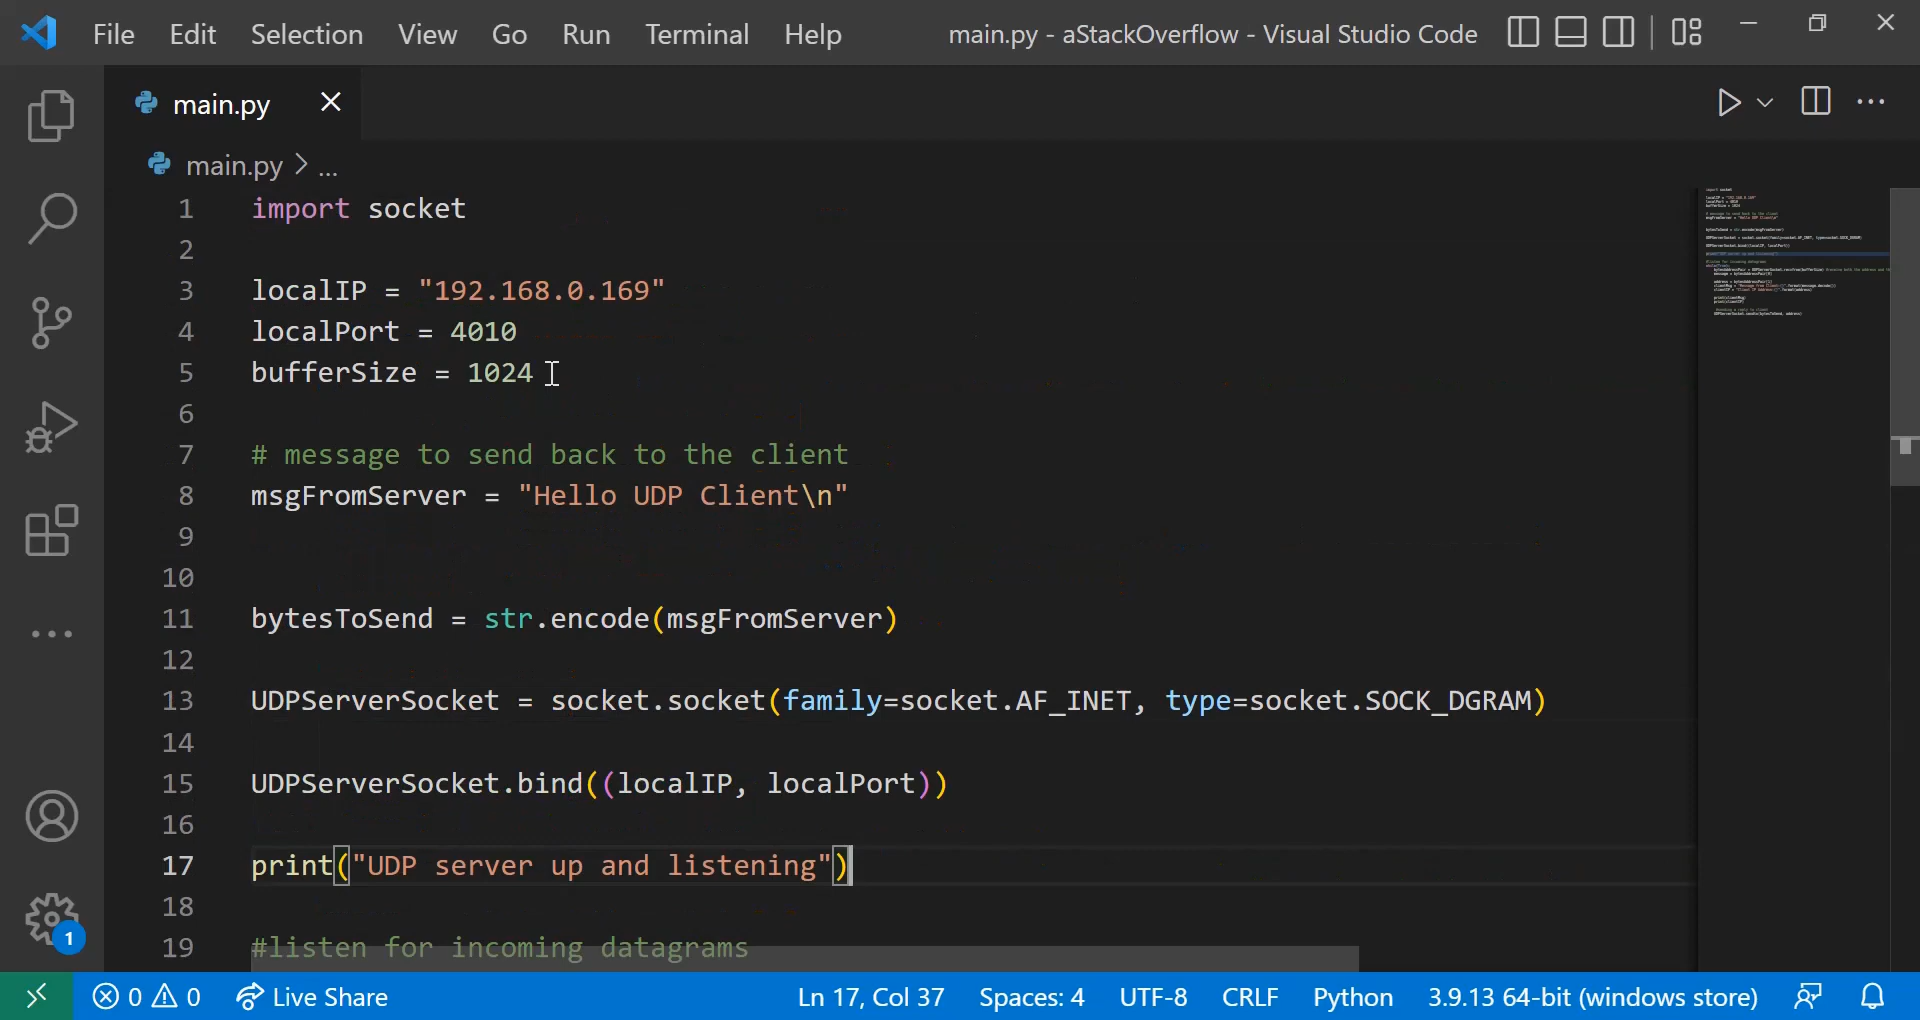 File Edit Selection View Go Run Terminal Help main.py - aStackOverflow - Visual Studio Code
main.py
main.py > ...
1 import socket
2
3 localIP = "192.168.0.169"
4 localPort = 4010
5 bufferSize = 1024
6
7 # message to send back to the client
8 msgFromServer = "Hello UDP Client\n"
9
10
11 bytesToSend = str.encode(msgFromServer)
12
13 UDPServerSocket = socket.socket(family=socket.AF_INET, type=socket.SOCK_DGRAM)
14
15 UDPServerSocket.bind((localIP, localPort))
16
17 print("UDP server up and listening")
18
19 #listen for incoming datagrams
1
0 0 Live Share Ln 17, Col 37 Spaces: 4 UTF-8 CRLF Python 3.9.13 64-bit (windows store)